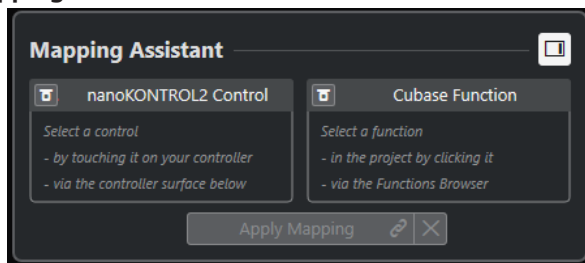 Mapping Assistant
nanoKONTROL2 Control
Cubase Function
Select a control
- by touching it on your controller
- via the controller surface below
Select a function
- in the project by clicking it
- via the Functions Browser
Apply Mapping